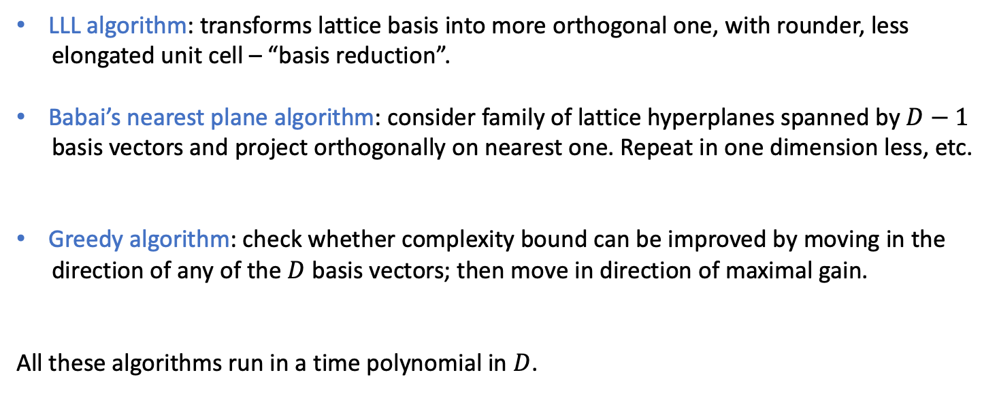 • LLL algorithm: transforms lattice basis into more orthogonal one, with rounder, less
elongated unit cell – “basis reduction”.
• Babai’s nearest plane algorithm: consider family of lattice hyperplanes spanned by D − 1
basis vectors and project orthogonally on nearest one. Repeat in one dimension less, etc.
• Greedy algorithm: check whether complexity bound can be improved by moving in the
direction of any of the D basis vectors; then move in direction of maximal gain.
All these algorithms run in a time polynomial in D.